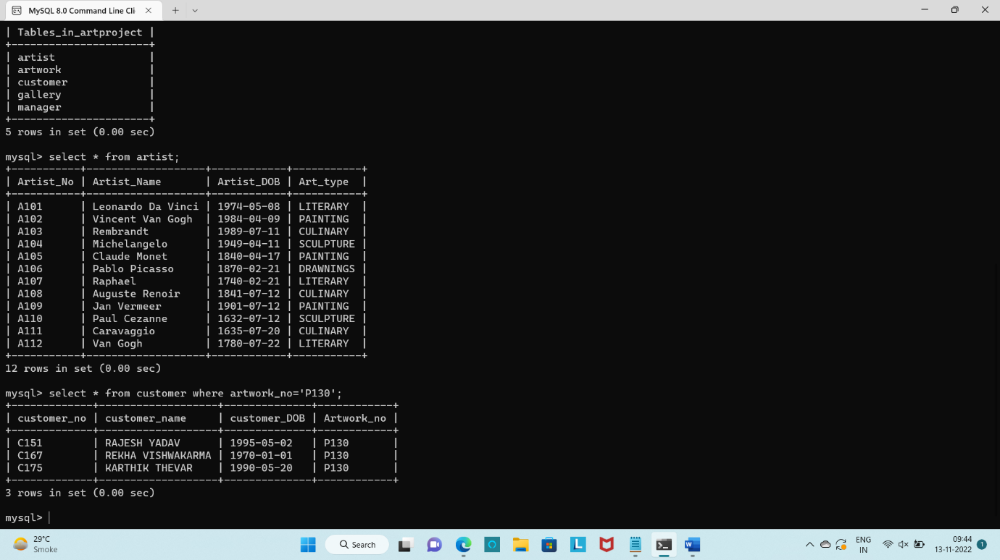 MySQL 8.0 Command Line Cli
| Tables_in_artproject |
+----------------------+
| artist               |
| artwork              |
| customer             |
| gallery              |
| manager              |
+----------------------+
5 rows in set (0.00 sec)
mysql> select * from artist;
+-----------+-------------------+------------+-----------+
| Artist_No | Artist_Name       | Artist_DOB | Art_type  |
+-----------+-------------------+------------+-----------+
| A101      | Leonardo Da Vinci | 1974-05-08 | LITERARY  |
| A102      | Vincent Van Gogh  | 1984-04-09 | PAINTING  |
| A103      | Rembrandt         | 1989-07-11 | CULINARY  |
| A104      | Michelangelo      | 1949-04-11 | SCULPTURE |
| A105      | Claude Monet      | 1840-04-17 | PAINTING  |
| A106      | Pablo Picasso     | 1870-02-21 | DRAWNINGS |
| A107      | Raphael           | 1740-02-21 | LITERARY  |
| A108      | Auguste Renoir    | 1841-07-12 | CULINARY  |
| A109      | Jan Vermeer       | 1901-07-12 | PAINTING  |
| A110      | Paul Cezanne      | 1632-07-12 | SCULPTURE |
| A111      | Caravaggio        | 1635-07-20 | CULINARY  |
| A112      | Van Gogh          | 1780-07-22 | LITERARY  |
+-----------+-------------------+------------+-----------+
12 rows in set (0.00 sec)
mysql> select * from customer where artwork_no='P130';
+-------------+-------------------+--------------+------------+
| customer_no | customer_name     | customer_DOB | Artwork_no |
+-------------+-------------------+--------------+------------+
| C151        | RAJESH YADAV      | 1995-05-02   | P130       |
| C167        | REKHA VISHWAKARMA | 1970-01-01   | P130       |
| C175        | KARTHIK THEVAR    | 1990-05-20   | P130       |
+-------------+-------------------+--------------+------------+
3 rows in set (0.00 sec)
mysql>
29°C
Smoke
Search
L
W
ENG
IN
09:44
13-11-2022
1